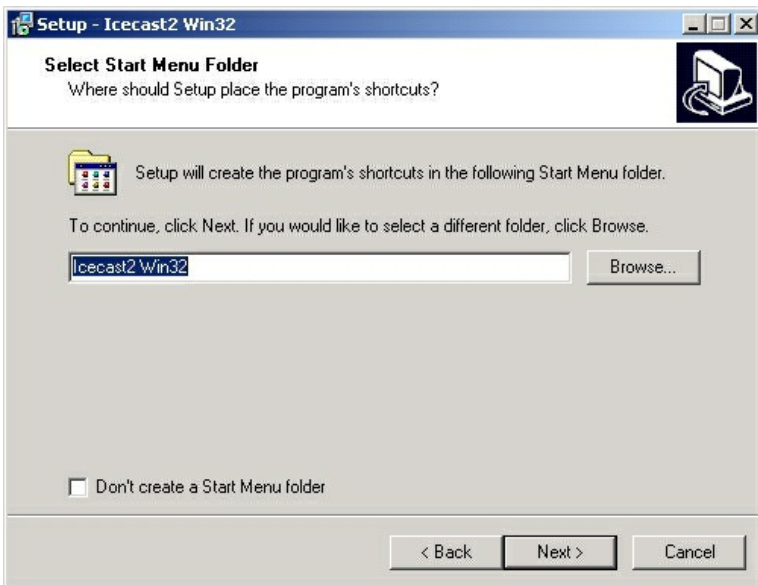 Setup - Icecast2 Win32
Select Start Menu Folder
Where should Setup place the program's shortcuts?
Setup will create the program's shortcuts in the following Start Menu folder.
To continue, click Next. If you would like to select a different folder, click Browse.
Icecast2 Win32
Browse...
Don't create a Start Menu folder
< Back
Next >
Cancel